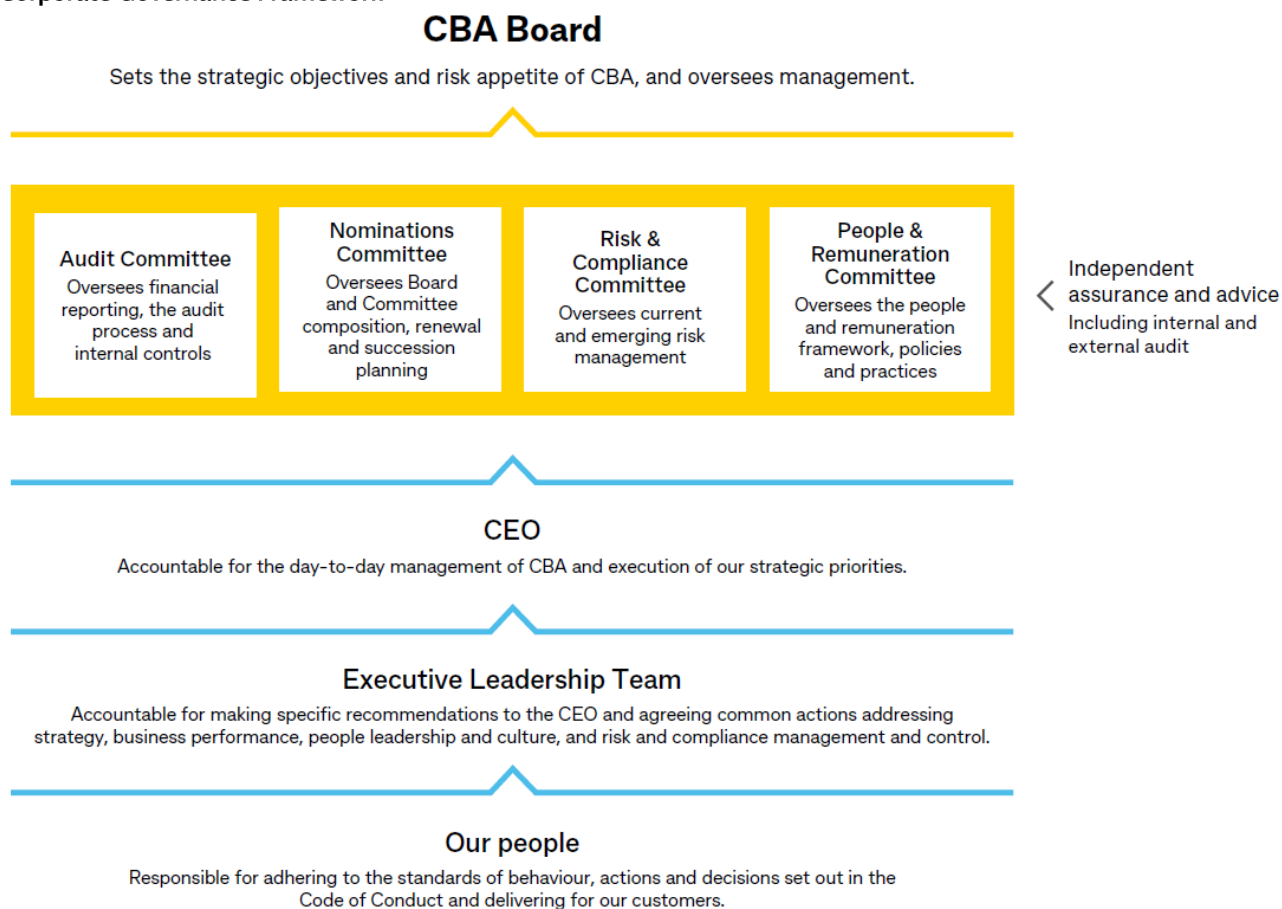 Corporate Governance Framework
CBA Board
Sets the strategic objectives and risk appetite of CBA, and oversees management.
Audit Committee
Oversees financial
reporting, the audit
process and
internal controls
Nominations
Committee
Oversees Board
and Committee
composition, renewal
and succession
planning
Risk &
Compliance
Committee
Oversees current
and emerging risk
management
People &
Remuneration
Committee
Oversees the people
and remuneration
framework, policies
and practices
Independent
assurance and advice
Including internal and
external audit
CEO
Accountable for the day-to-day management of CBA and execution of our strategic priorities.
Executive Leadership Team
Accountable for making specific recommendations to the CEO and agreeing common actions addressing
strategy, business performance, people leadership and culture, and risk and compliance management and control.
Our people
Responsible for adhering to the standards of behaviour, actions and decisions set out in the
Code of Conduct and delivering for our customers.